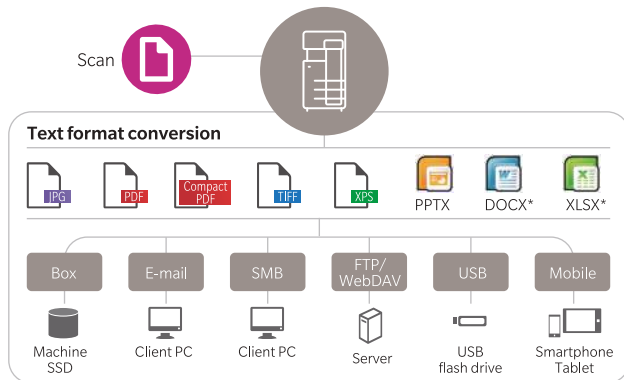 Scan
Text format conversion
JPG
PDF
Compact
PDF
TIFF
XPS
PPTX
DOCX*
XLSX*
Box
E-mail
SMB
FTP/
WebDAV
USB
Mobile
Machine
SSD
Client PC
Client PC
Server
USB
flash drive
Smartphone
Tablet